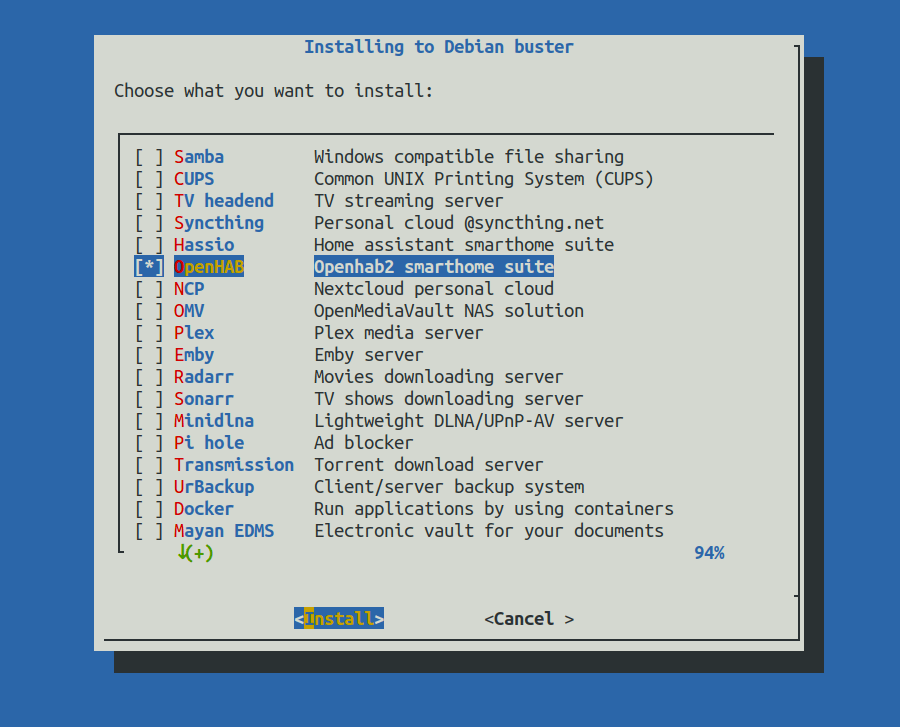 Installing to Debian buster
Choose what you want to install:
[ ] Samba Windows compatible file sharing
[ ] CUPS Common UNIX Printing System (CUPS)
[ ] TV headend TV streaming server
[ ] Syncthing Personal cloud @syncthing.net
[ ] Hassio Home assistant smarthome suite
[*] OpenHAB Openhab2 smarthome suite
[ ] NCP Nextcloud personal cloud
[ ] OMV OpenMediaVault NAS solution
[ ] Plex Plex media server
[ ] Emby Emby server
[ ] Radarr Movies downloading server
[ ] Sonarr TV shows downloading server
[ ] Minidlna Lightweight DLNA/UPnP-AV server
[ ] Pi hole Ad blocker
[ ] Transmission Torrent download server
[ ] UrBackup Client/server backup system
[ ] Docker Run applications by using containers
[ ] Mayan EDMS Electronic vault for your documents
↓(+) 94%
<Install> <Cancel >